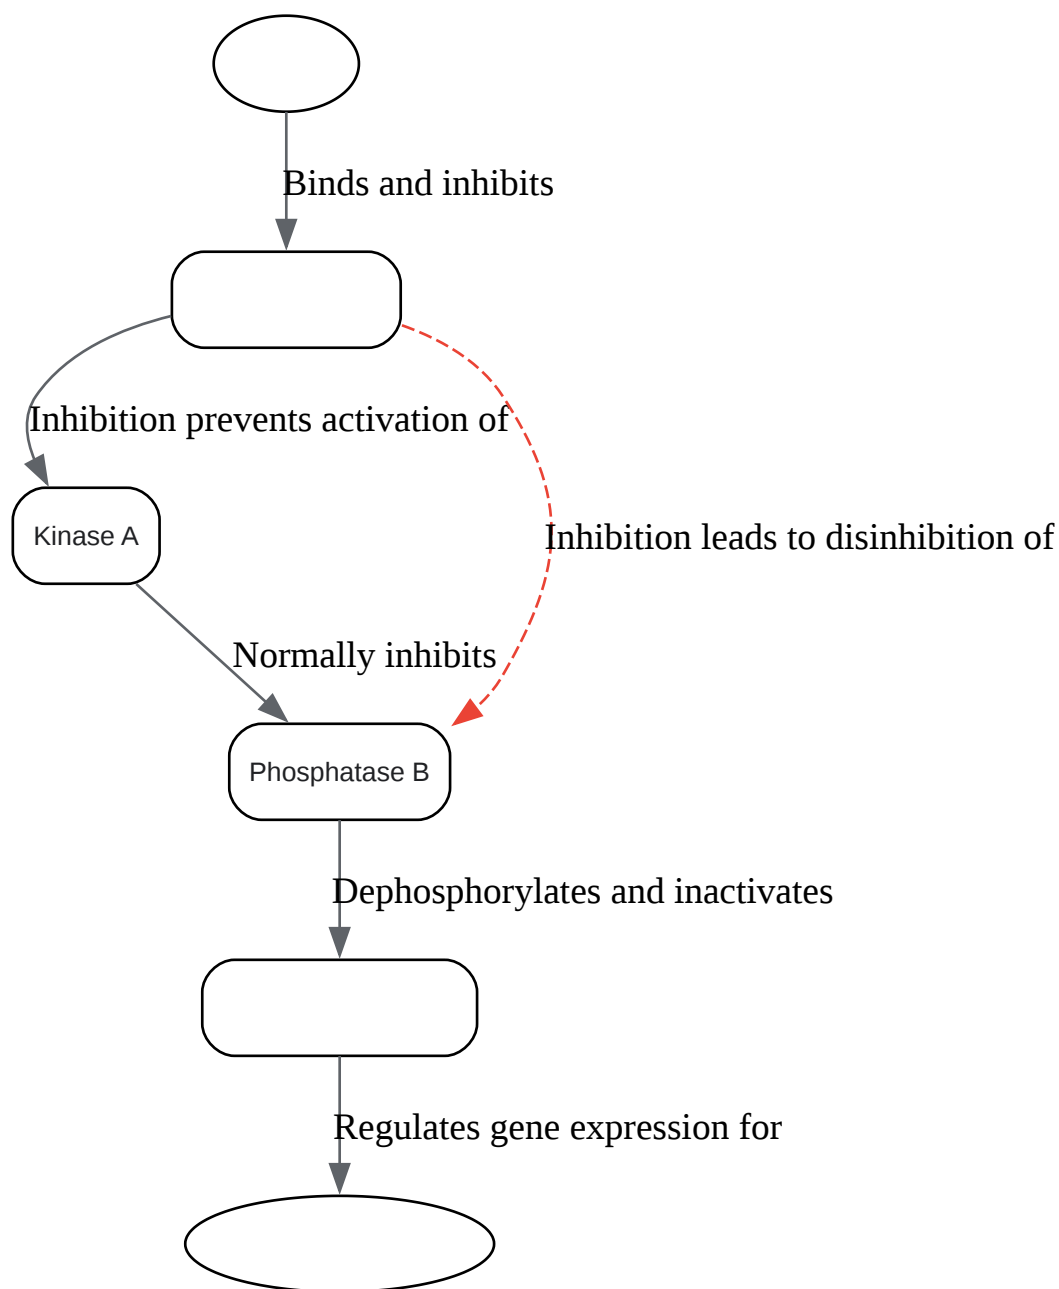 Binds and inhibits
Inhibition prevents activation of
Kinase A
Inhibition leads to disinhibition of
Normally inhibits
Phosphatase B
Dephosphorylates and inactivates
Regulates gene expression for